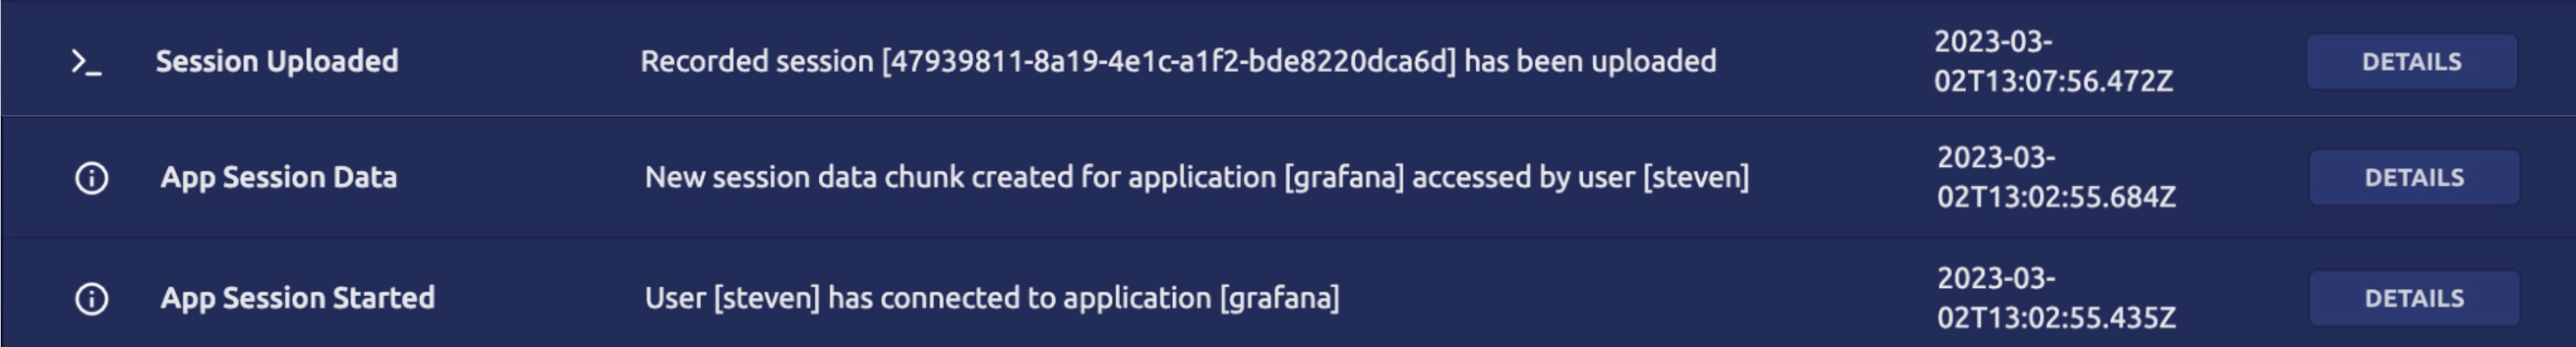 Session Uploaded
Recorded session [47939811-8a19-4e1c-a1f2-bde8220dca6d] has been uploaded
2023-03-
02T13:07:56.472Z
DETAILS
App Session Data
New session data chunk created for application [grafana] accessed by user [steven]
2023-03-
02T13:02:55.684Z
DETAILS
App Session Started
User [steven] has connected to application [grafana]
2023-03-
02T13:02:55.435Z
DETAILS